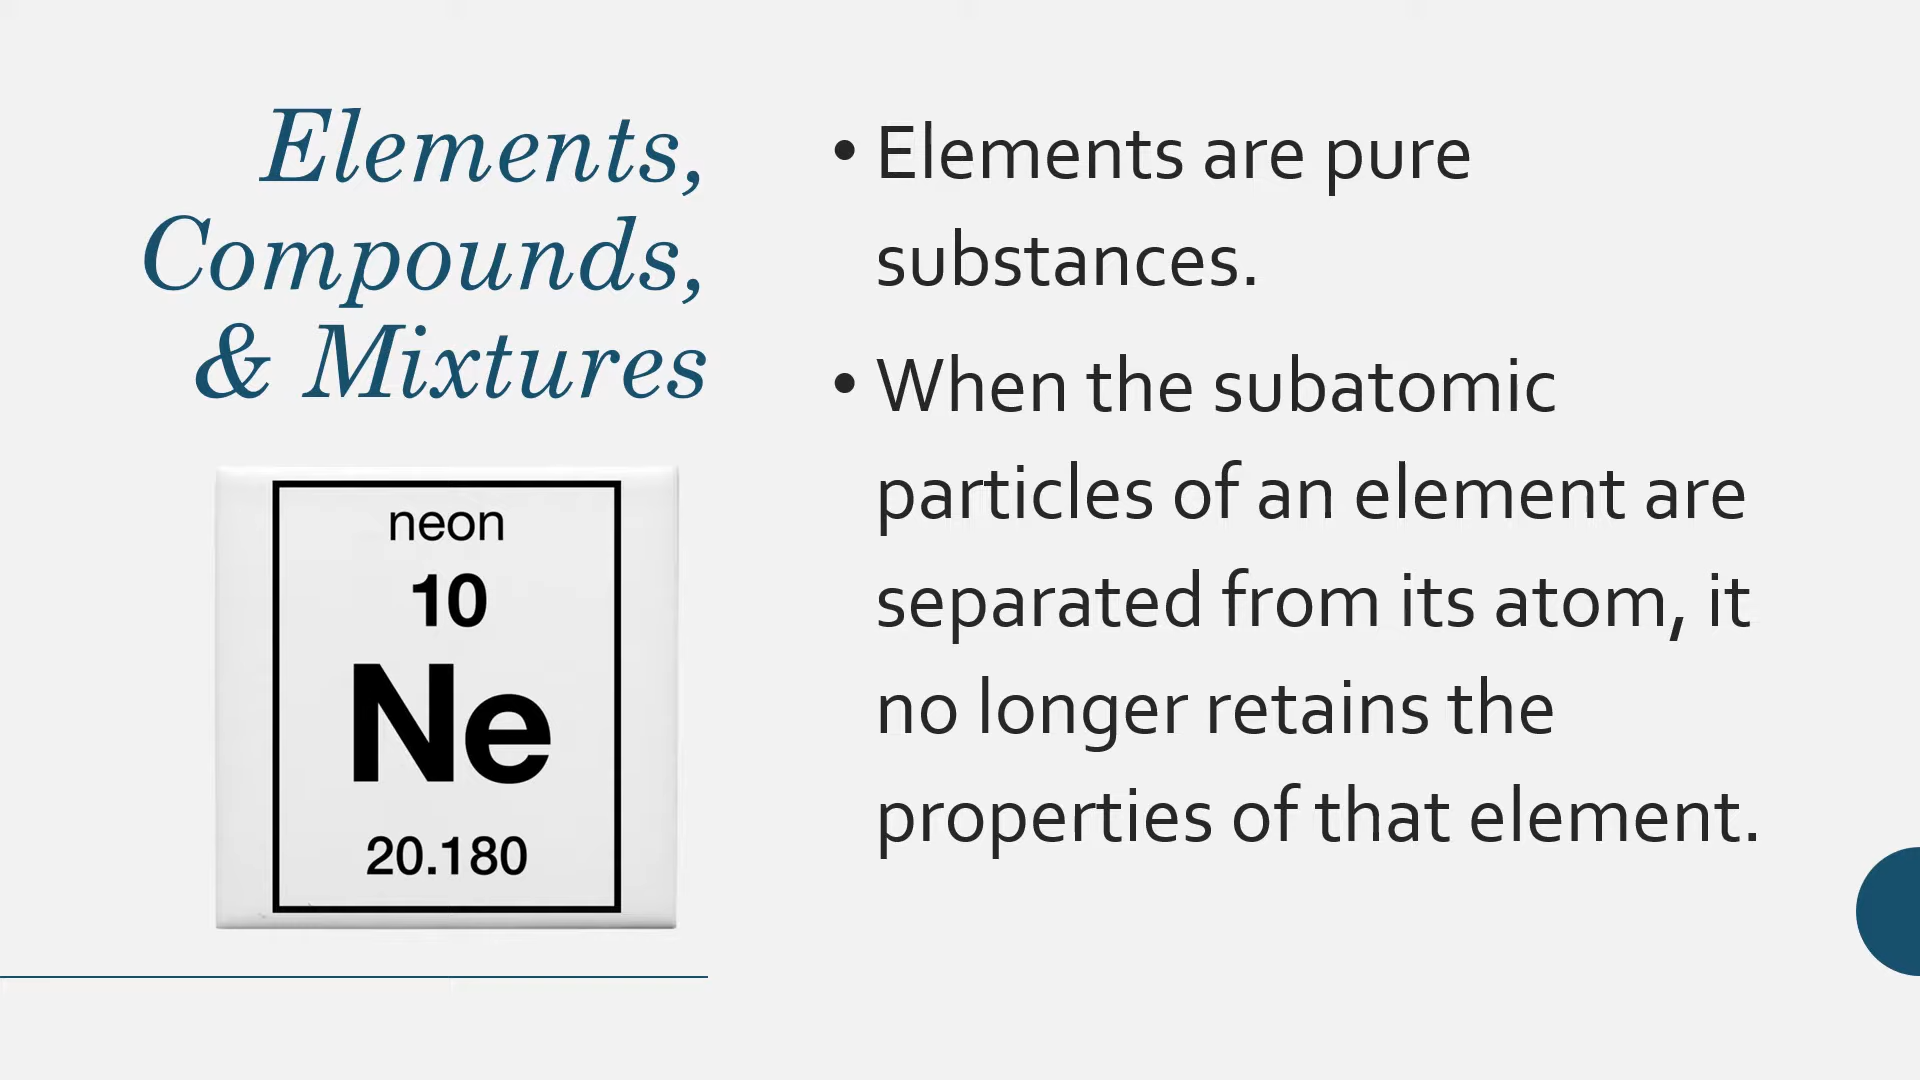 Elements,
Compounds,
& Mixtures
neon
10
Ne
20.180
• Elements are pure
substances.
• When the subatomic
particles of an element are
separated from its atom, it
no longer retains the
properties of that element.